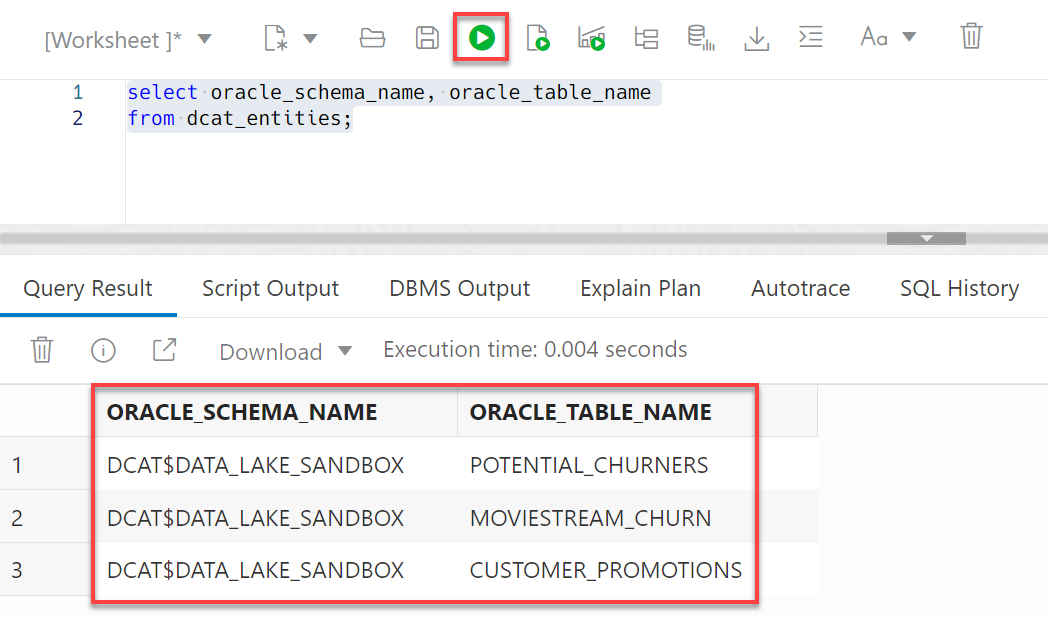 [Worksheet ]*
Aa
1 select oracle_schema_name, oracle_table_name
2 from dcat_entities;
Query Result Script Output DBMS Output Explain Plan Autotrace SQL History
Download Execution time: 0.004 seconds
ORACLE_SCHEMA_NAME ORACLE_TABLE_NAME
1 DCAT$DATA_LAKE_SANDBOX POTENTIAL_CHURNERS
2 DCAT$DATA_LAKE_SANDBOX MOVIESTREAM_CHURN
3 DCAT$DATA_LAKE_SANDBOX CUSTOMER_PROMOTIONS